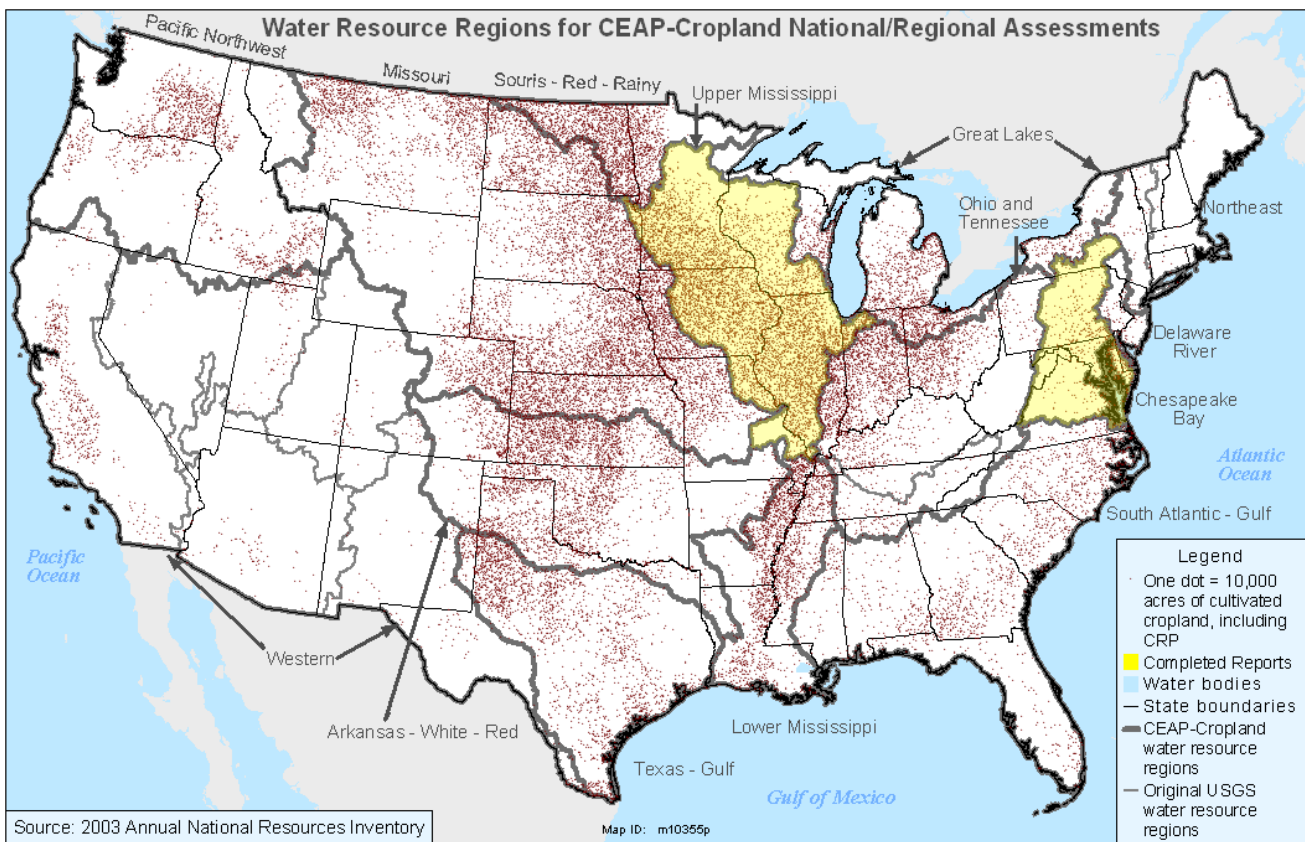 Water Resource Regions for CEAP-Cropland National/Regional Assessments
Pacific Northwest
Missouri
Souris - Red - Rainy
Upper Mississippi
Great Lakes
Ohio and
Tennessee
Northeast
Delaware
River
Chesapeake
Bay
Atlantic
Ocean
South Atlantic - Gulf
Pacific
Ocean
Western
Arkansas - White - Red
Lower Mississippi
Texas - Gulf
Gulf of Mexico
Legend
One dot = 10,000
acres of cultivated
cropland, including
CRP
Completed Reports
Water bodies
State boundaries
CEAP-Cropland
water resource
regions
Original USGS
water resource
regions
Source: 2003 Annual National Resources Inventory
Map ID: m10355p